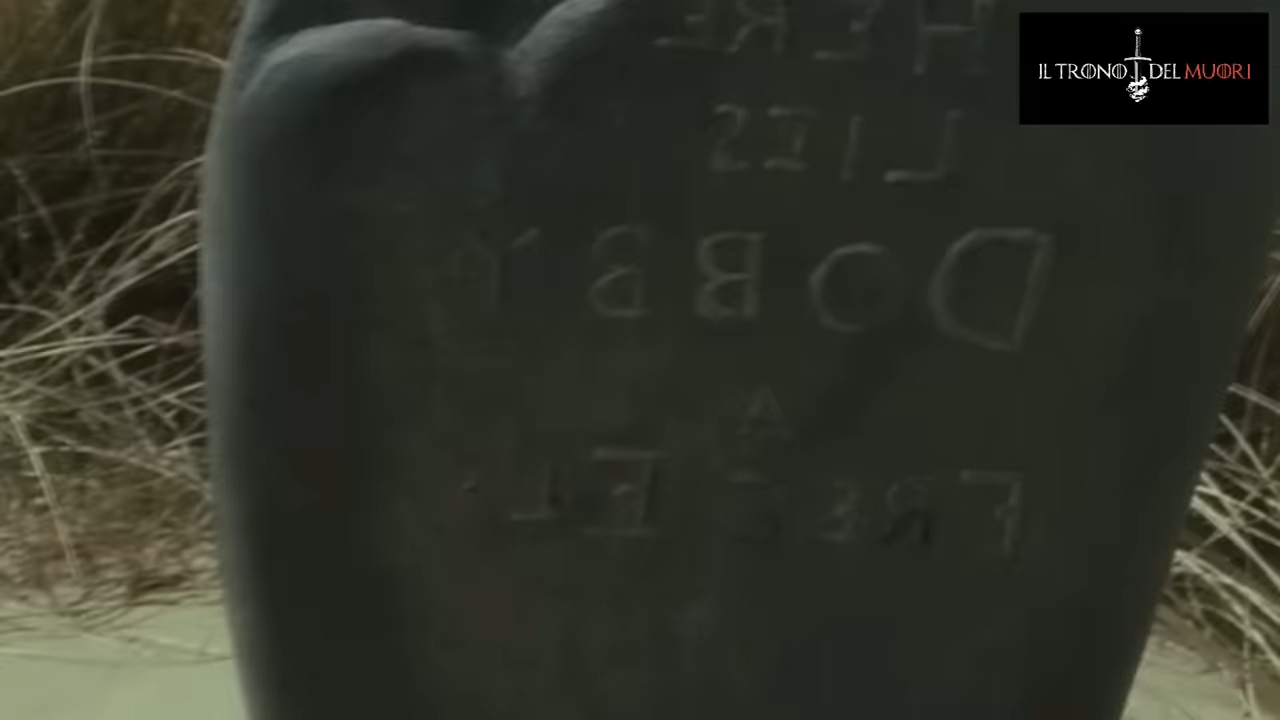 HERE
LIES
DOBBY
A
FREE ELF
IL TRONO DEL MUORI